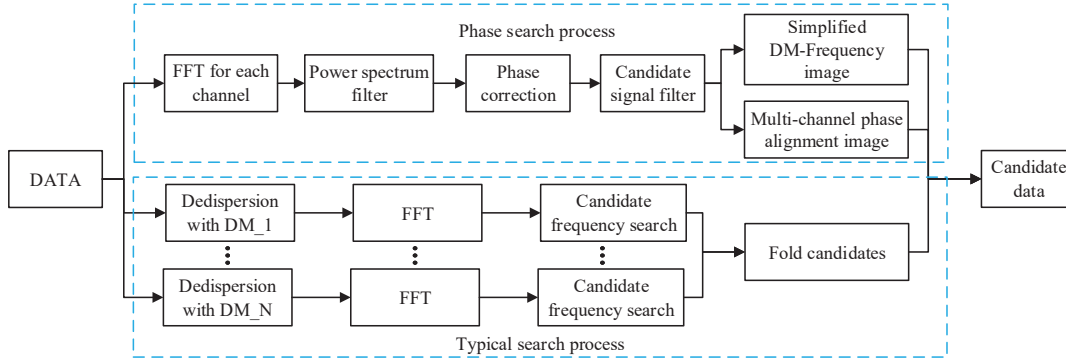 Phase search process
FFT for each
channel
Power spectrum
filter
Phase
correction
Candidate
signal filter
Simplified
DM-Frequency
image
Multi-channel phase
alignment image
DATA
Candidate
data
Dedispersion
with DM_1
FFT
Candidate
frequency search
Fold candidates
Dedispersion
with DM_N
FFT
Candidate
frequency search
Typical search process